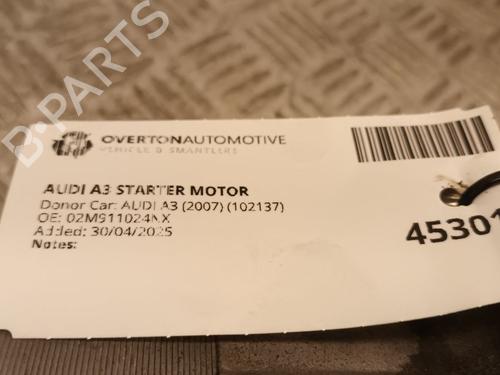 B-PARTS
OVERTONAUTOMOTIVE
VEHICLE DISMANTLERS
AUDI A3 STARTER MOTOR
Donor Car: AUDI A3 (2007) (102137)
OE: 02M911024NX
Added: 30/04/2025
Notes:
45301